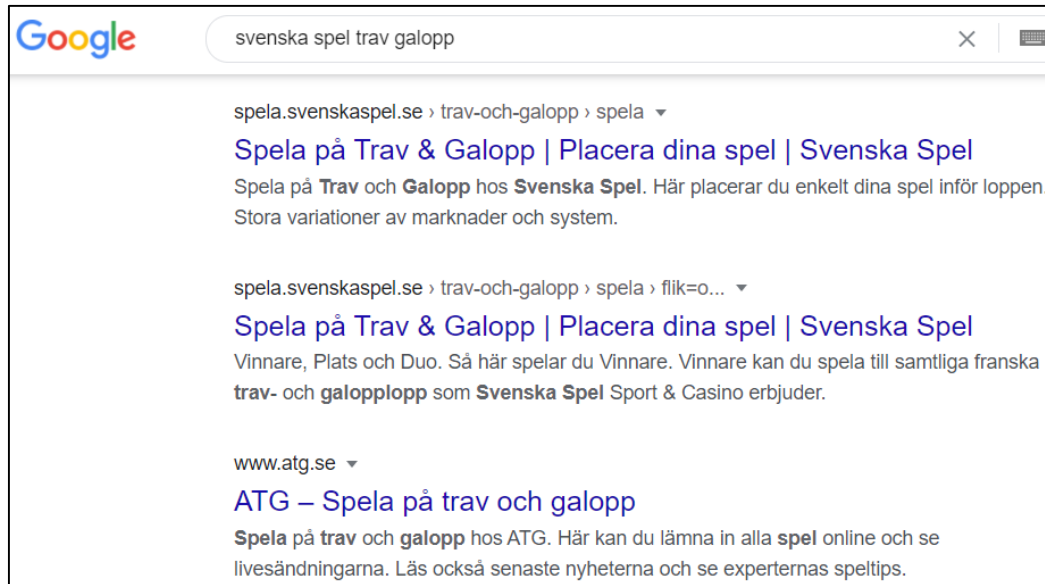 Google
svenska spel trav galopp
spela.svenskaspel.se › trav-och-galopp › spela
Spela på Trav & Galopp | Placera dina spel | Svenska Spel
Spela på Trav och Galopp hos Svenska Spel. Här placerar du enkelt dina spel inför loppen.
Stora variationer av marknader och system.
spela.svenskaspel.se › trav-och-galopp › spela › flik=o...
Spela på Trav & Galopp | Placera dina spel | Svenska Spel
Vinnare, Plats och Duo. Så här spelar du Vinnare. Vinnare kan du spela till samtliga franska
trav- och galopplopp som Svenska Spel Sport & Casino erbjuder.
www.atg.se
ATG – Spela på trav och galopp
Spela på trav och galopp hos ATG. Här kan du lämna in alla spel online och se
livesändningarna. Läs också senaste nyheterna och se experternas speltips.